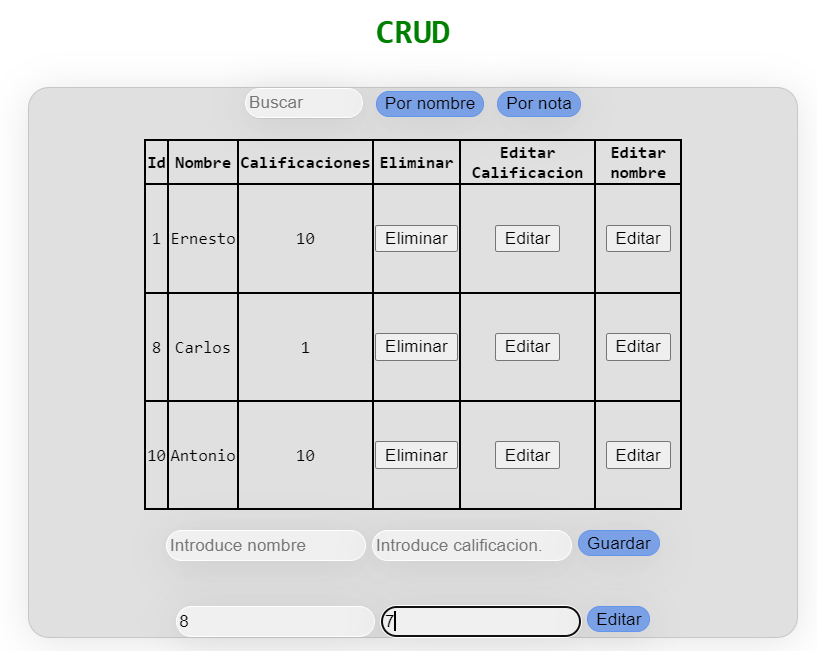 CRUD
Buscar Por nombre Por nota
Id Nombre Calificaciones Eliminar Editar Calificacion Editar nombre
1 Ernesto 10 Eliminar Editar Editar
8 Carlos 1 Eliminar Editar Editar
10 Antonio 10 Eliminar Editar Editar
Introduce nombre Introduce calificacion. Guardar
8 7 Editar